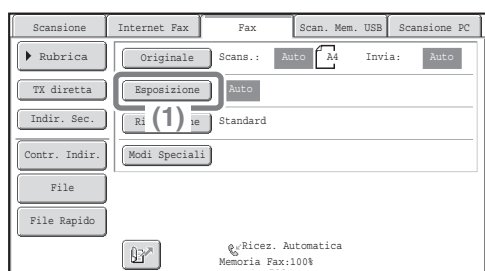 Scansione Internet Fax Fax Scan. Mem. USB Scansione PC
Rubrica Originale Scans.: Auto A4 Invia: Auto
TX diretta Esposizione Auto
Indir. Sec. (1) Standard
Contr. Indir. Modi Speciali
File
File Rapido
Ricez. Automatica
Memoria Fax:100%